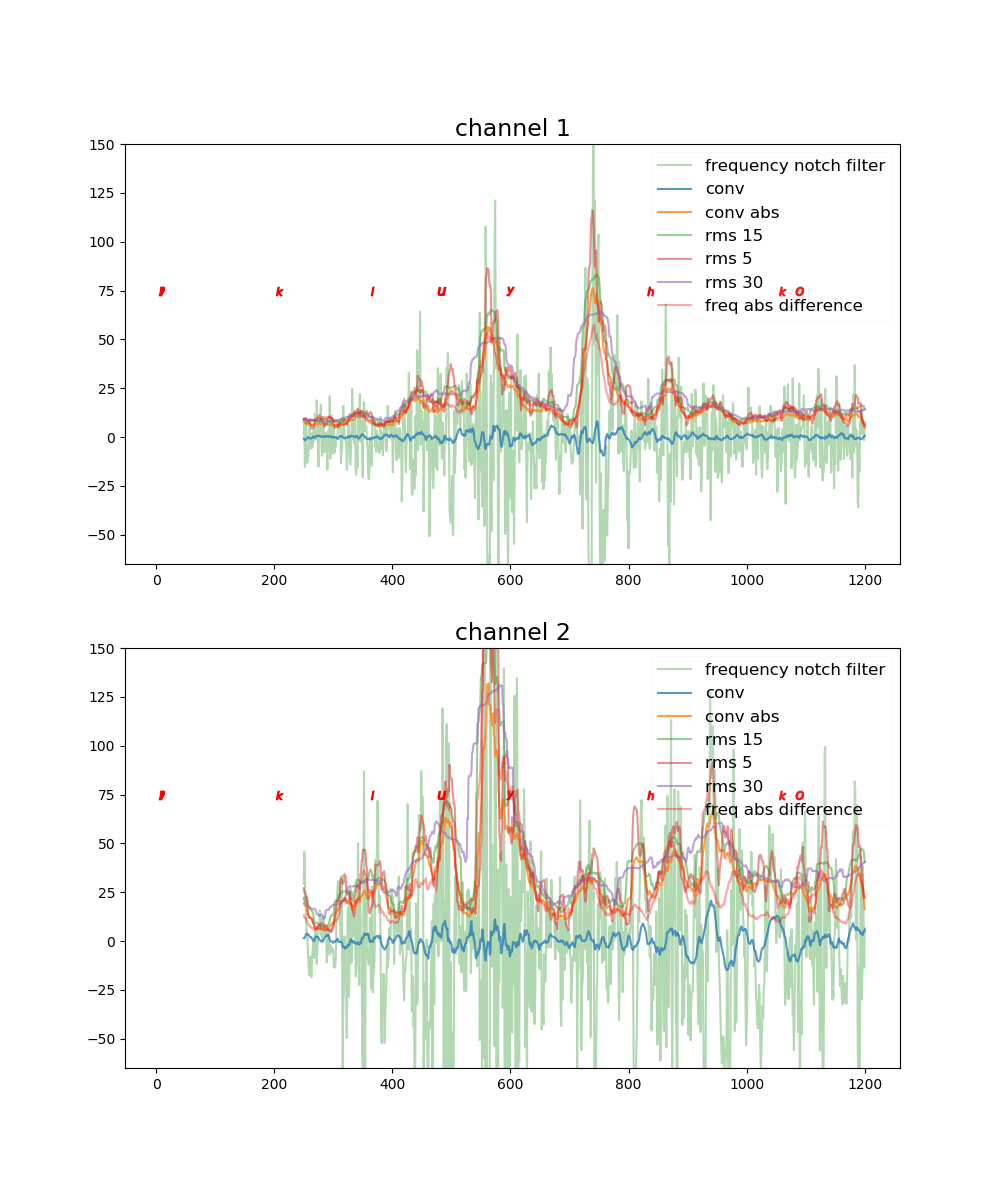 channel 1
150
125
100
75
50
25
0
−25
−50
frequency notch filter
conv
conv abs
rms 15
rms 5
rms 30
freq abs difference
k l u y h k o
0 200 400 600 800 1000 1200
channel 2
150
125
100
75
50
25
0
−25
−50
frequency notch filter
conv
conv abs
rms 15
rms 5
rms 30
freq abs difference
k l u y h k o
0 200 400 600 800 1000 1200